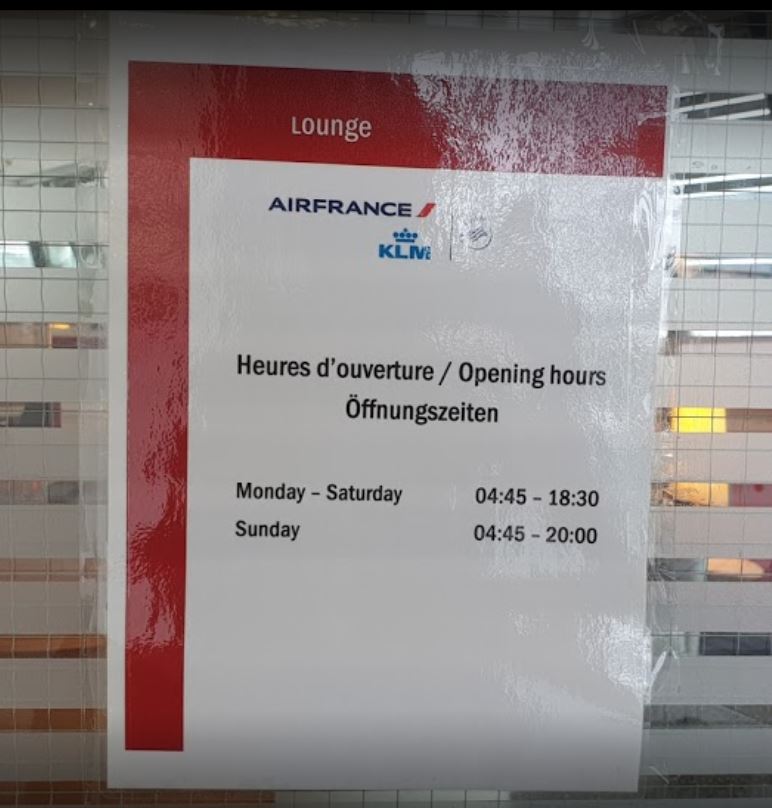 Lounge
AIRFRANCE
KLM
Heures d'ouverture / Opening hours
Öffnungszeiten
Monday – Saturday 04:45 – 18:30
Sunday 04:45 – 20:00